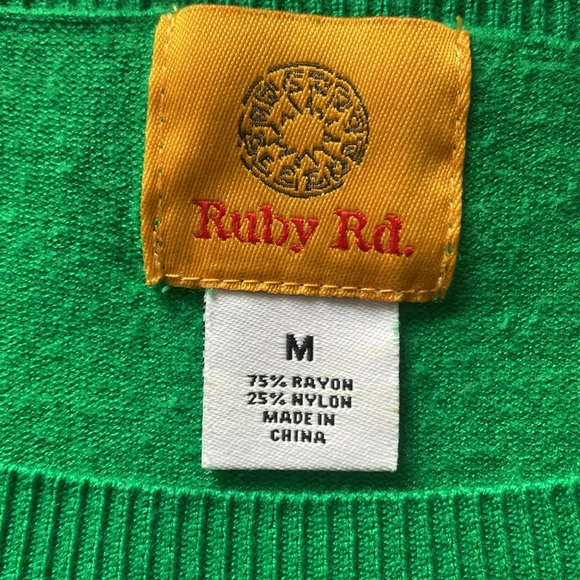 Ruby Rd.
M
75% RAYON
25% NYLON
MADE IN
CHINA